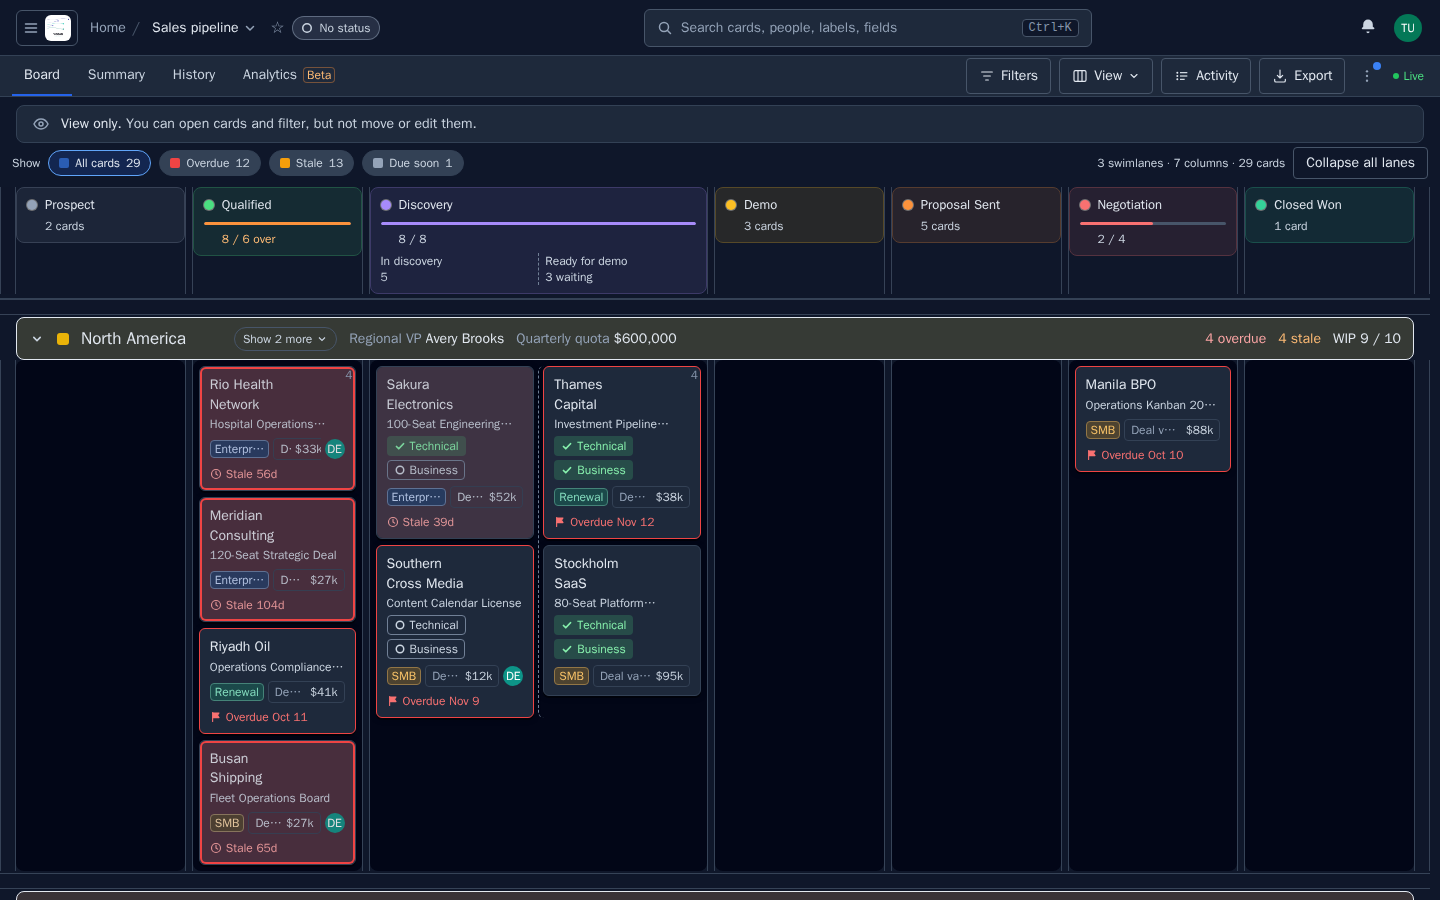 Home / Sales pipeline
No status
Search cards, people, labels, fields
Ctrl+K
TU
Board
Summary
History
Analytics Beta
Filters
View
Activity
Export
Live
View only. You can open cards and filter, but not move or edit them.
Show
All cards 29
Overdue 12
Stale 13
Due soon 1
3 swimlanes · 7 columns · 29 cards
Collapse all lanes
Prospect
2 cards
Qualified
8 / 6 over
Discovery
8 / 8
In discovery
5
Ready for demo
3 waiting
Demo
3 cards
Proposal Sent
5 cards
Negotiation
2 / 4
Closed Won
1 card
North America
Show 2 more
Regional VP Avery Brooks
Quarterly quota $600,000
4 overdue
4 stale
WIP 9 / 10
4
Rio Health
Network
Hospital Operations···
Enterpr··· D· $33k DE
Stale 56d
Meridian
Consulting
120-Seat Strategic Deal
Enterpr··· D··· $27k
Stale 104d
Riyadh Oil
Operations Compliance···
Renewal De··· $41k
Overdue Oct 11
Busan
Shipping
Fleet Operations Board
SMB De··· $27k DE
Stale 65d
Sakura
Electronics
100-Seat Engineering···
Technical
Business
Enterpr··· De··· $52k
Stale 39d
Southern
Cross Media
Content Calendar License
Technical
Business
SMB De··· $12k DE
Overdue Nov 9
4
Thames
Capital
Investment Pipeline···
Technical
Business
Renewal De··· $38k
Overdue Nov 12
Stockholm
SaaS
80-Seat Platform···
Technical
Business
SMB Deal va··· $95k
Manila BPO
Operations Kanban 20···
SMB Deal v··· $88k
Overdue Oct 10